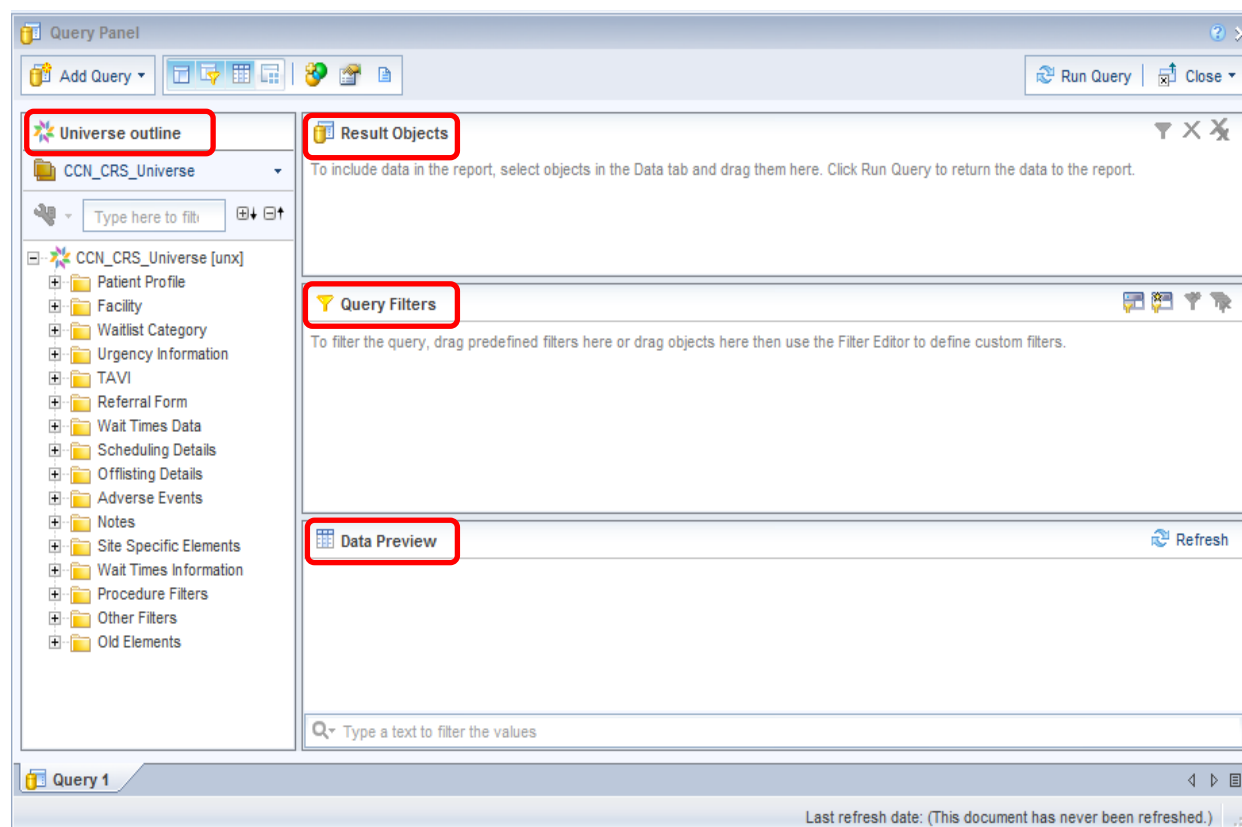 Query Panel
Add Query
Run Query
Close
Universe outline
CCN_CRS_Universe
Type here to filt
CCN_CRS_Universe [unx]
Patient Profile
Facility
Waitlist Category
Urgency Information
TAVI
Referral Form
Wait Times Data
Scheduling Details
Offlisting Details
Adverse Events
Notes
Site Specific Elements
Wait Times Information
Procedure Filters
Other Filters
Old Elements
Result Objects
To include data in the report, select objects in the Data tab and drag them here. Click Run Query to return the data to the report.
Query Filters
To filter the query, drag predefined filters here or drag objects here then use the Filter Editor to define custom filters.
Data Preview
Refresh
Type a text to filter the values
Query 1
Last refresh date: (This document has never been refreshed.)